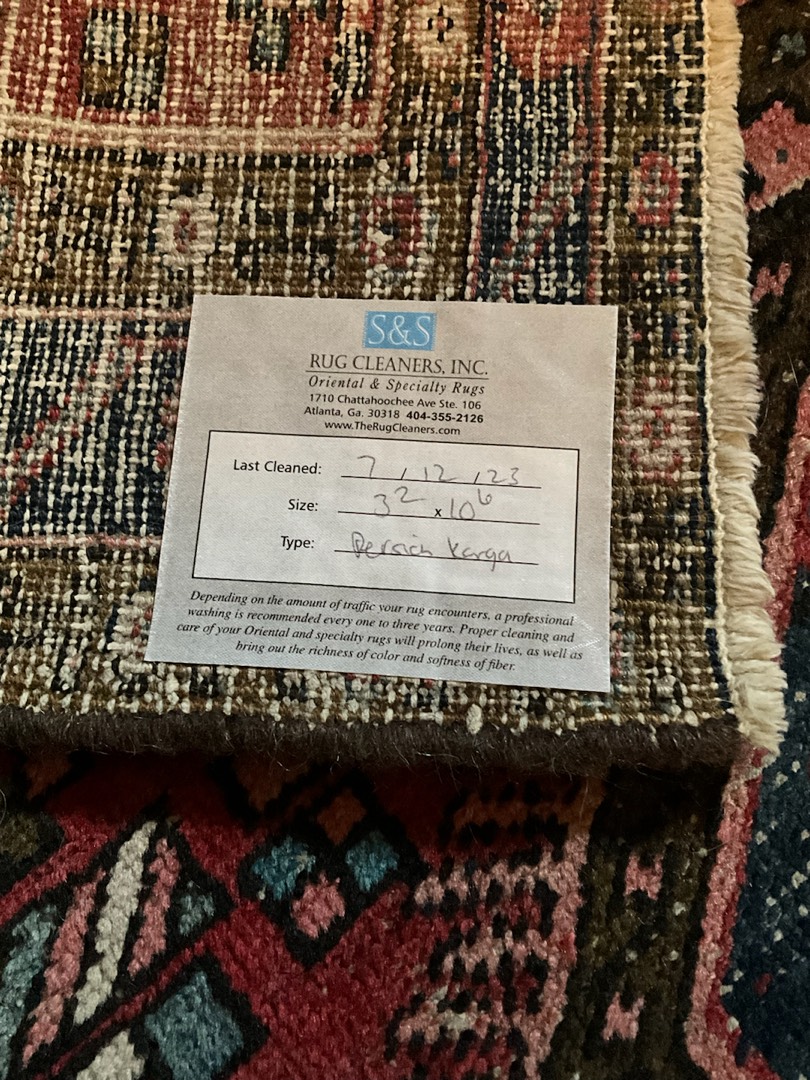 S&S
RUG CLEANERS, INC.
Oriental & Specialty Rugs
1710 Chattahoochee Ave Ste. 106
Atlanta, Ga. 30318 404-355-2126
www.TheRugCleaners.com
Last Cleaned: 7 / 12 / 23
Size: 3² x 10⁶
Type: Persian Karga
Depending on the amount of traffic your rug encounters, a professional
washing is recommended every one to three years. Proper cleaning and
care of your Oriental and specialty rugs will prolong their lives, as well as
bring out the richness of color and softness of fiber.